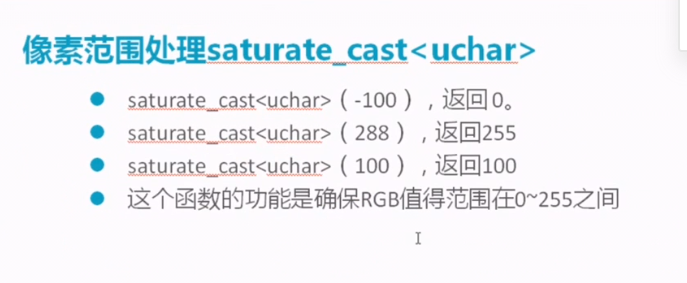 像素范围处理saturate_cast<uchar>
saturate_cast<uchar>（-100），返回0。
saturate_cast<uchar>（288），返回255
saturate_cast<uchar>（100），返回100
这个函数的功能是确保RGB值得范围在0~255之间